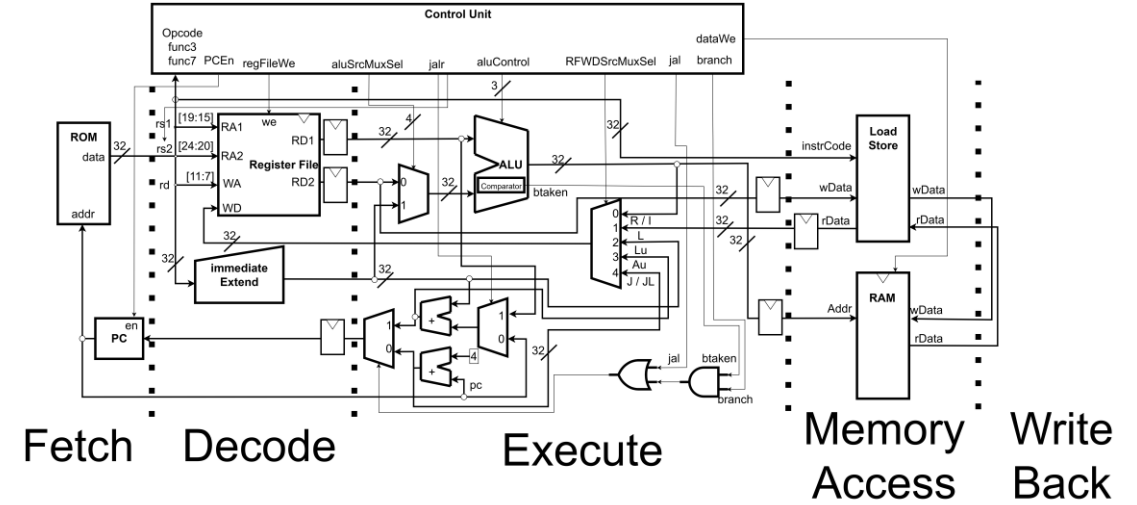 Control Unit
Opcode
func3
func7
PCEn
regFileWe
aluSrcMuxSel
jalr
aluControl
RFWDSrcMuxSel
jal
dataWe
branch
3
4
32
ROM
data
addr
32
rs1
[19:15]
rs2
[24:20]
rd
[11:7]
we
RA1
RA2
WA
WD
Register File
RD1
RD2
32
32
32
immediate
Extend
32
0
1
32
ALU
Comparator
btaken
32
0
1
2
3
4
R / I
L
Lu
Au
J / JL
32
32
32
instrCode
Load
Store
wData
rData
wData
rData
RAM
Addr
wData
rData
en
PC
1
0
+
+
4
pc
1
0
32
jal
btaken
branch
Fetch
Decode
Execute
Memory
Access
Write
Back